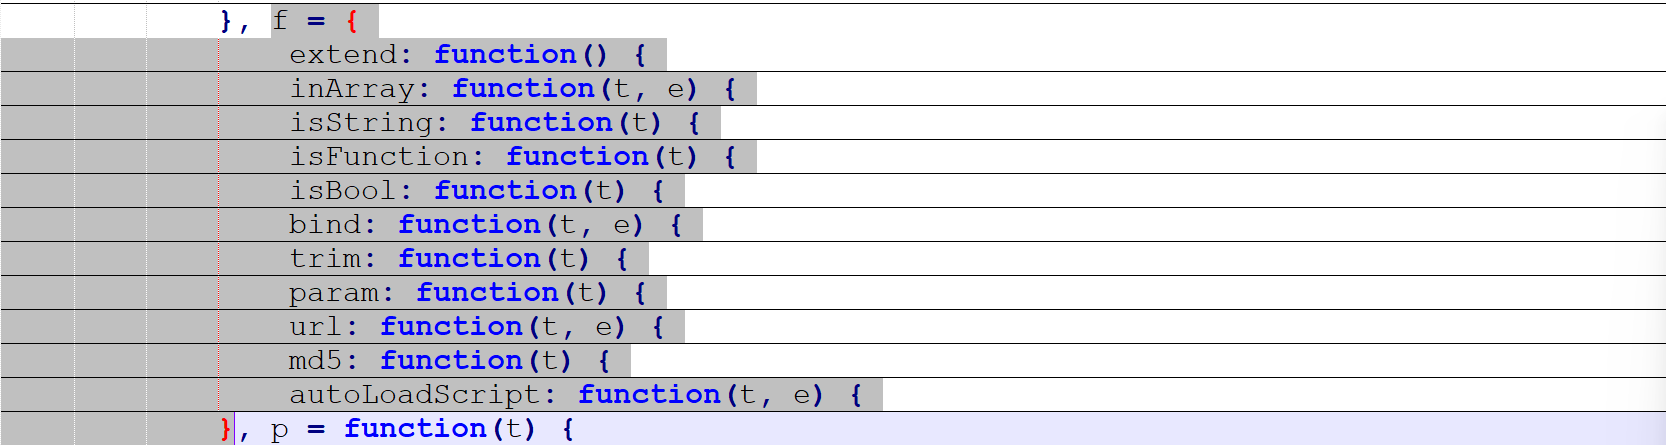 }, f = {
extend: function() {
inArray: function(t, e) {
isString: function(t) {
isFunction: function(t) {
isBool: function(t) {
bind: function(t, e) {
trim: function(t) {
param: function(t) {
url: function(t, e) {
md5: function(t) {
autoLoadScript: function(t, e) {
}, p = function(t) {